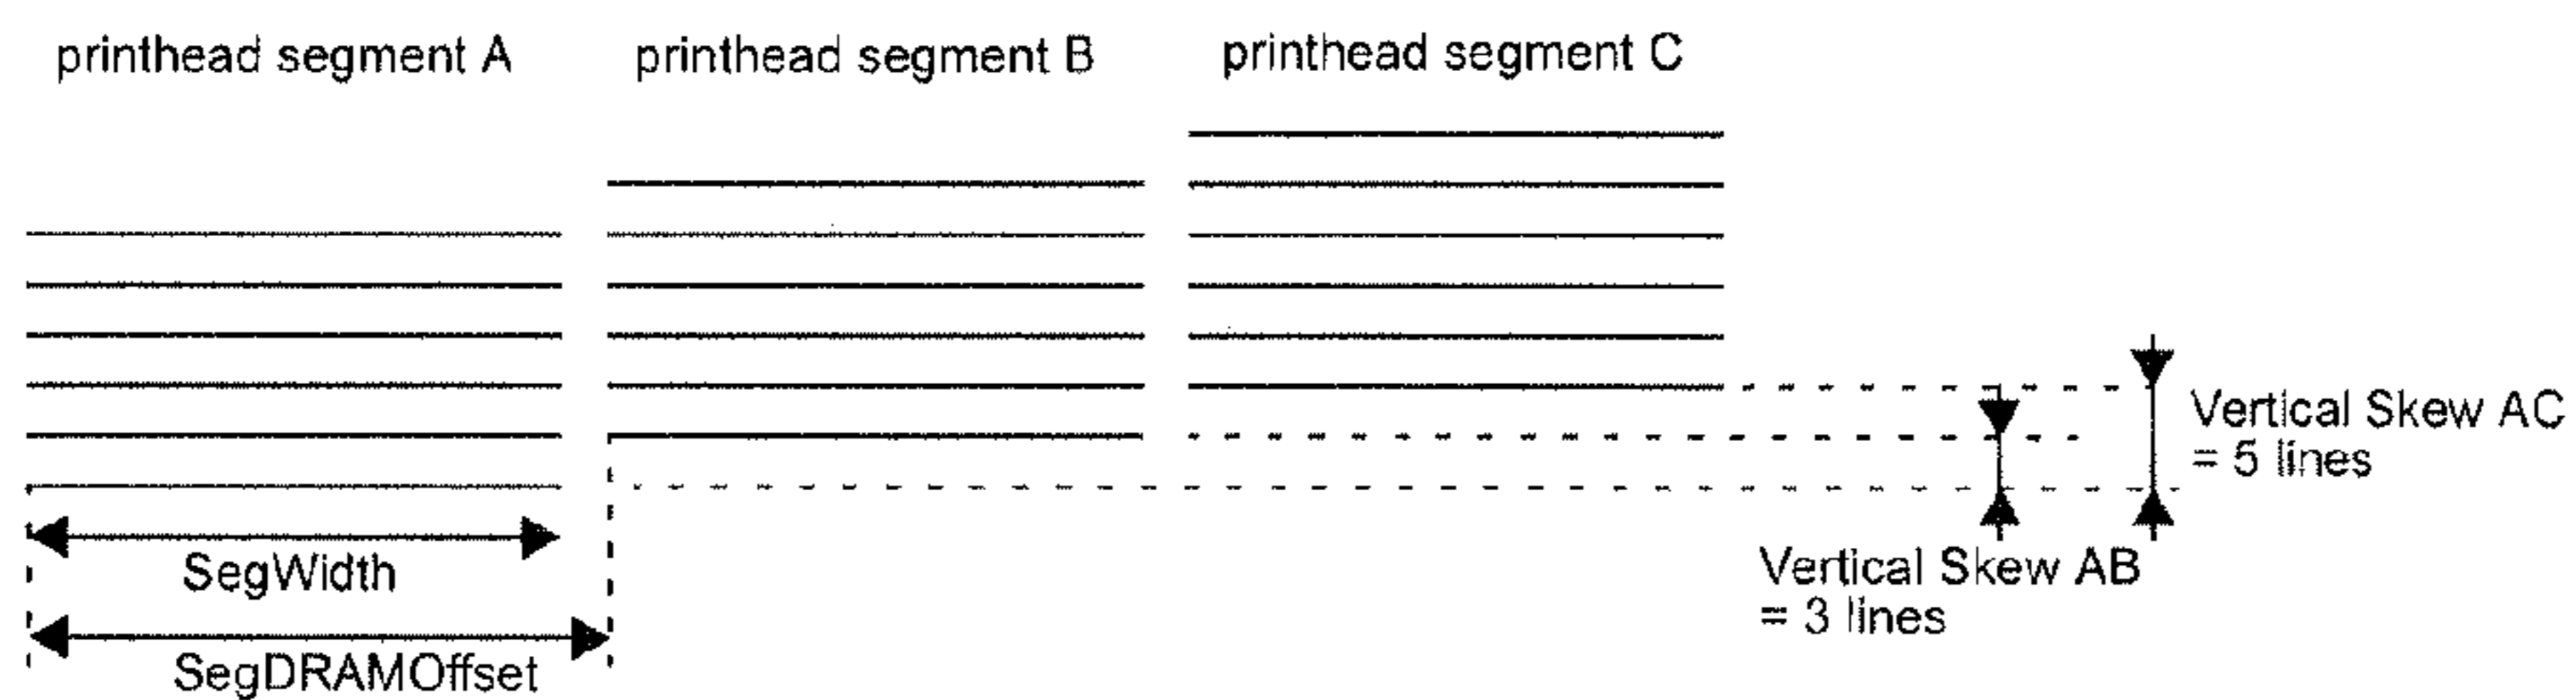 printhead segment A
printhead segment B
printhead segment C
Vertical Skew AC
= 5 lines
SegWidth
Vertical Skew AB
= 3 lines
SegDRAMOffset